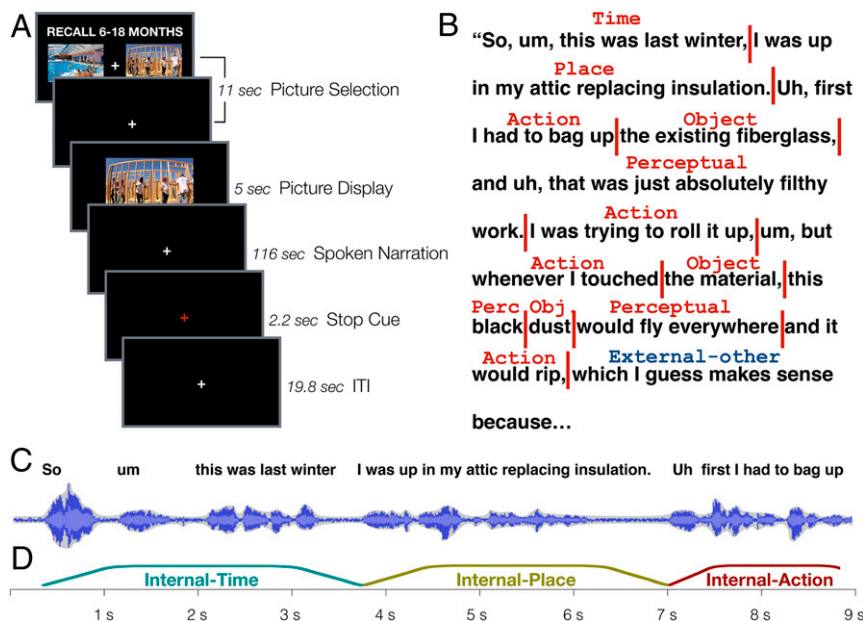 A
RECALL 6-18 MONTHS
11 sec Picture Selection
5 sec Picture Display
116 sec Spoken Narration
2.2 sec Stop Cue
19.8 sec ITI
B
Time
“So, um, this was last winter, I was up
Place
in my attic replacing insulation. Uh, first
Action Object
I had to bag up the existing fiberglass,
Perceptual
and uh, that was just absolutely filthy
Action
work. I was trying to roll it up, um, but
Action Object
whenever I touched the material, this
Perc Obj. Perceptual
black dust would fly everywhere and it
Action External-other
would rip, which I guess makes sense
because…
C
So um this was last winter I was up in my attic replacing insulation. Uh first I had to bag up
D
Internal-Time Internal-Place Internal-Action
1 s 2 s 3 s 4 s 5 s 6 s 7 s 8 s 9 s